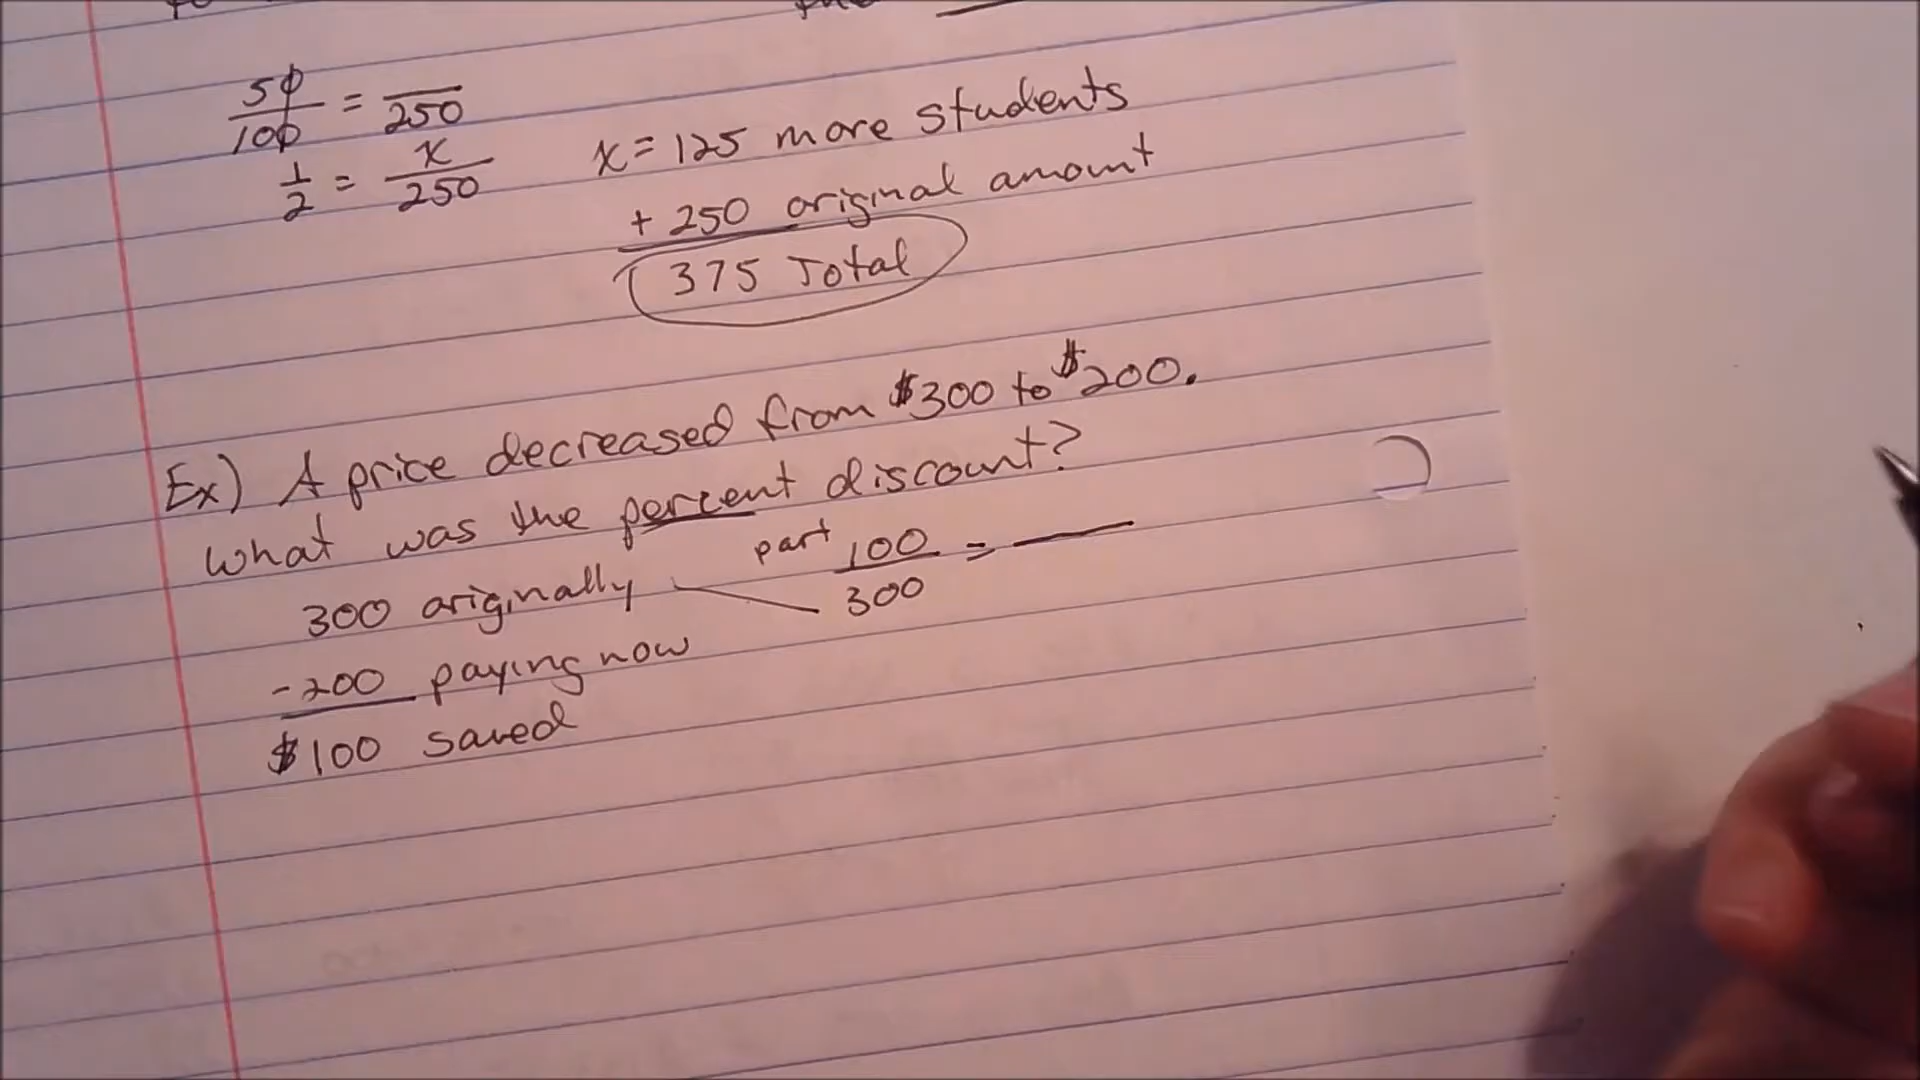 50/100 = /250
1/2 = x/250
x = 125 more students
+ 250 original amount
375 Total
Ex) A price decreased from $300 to $200.
What was the percent discount?
part 100/300 =
300 originally
-200 paying now
$100 saved